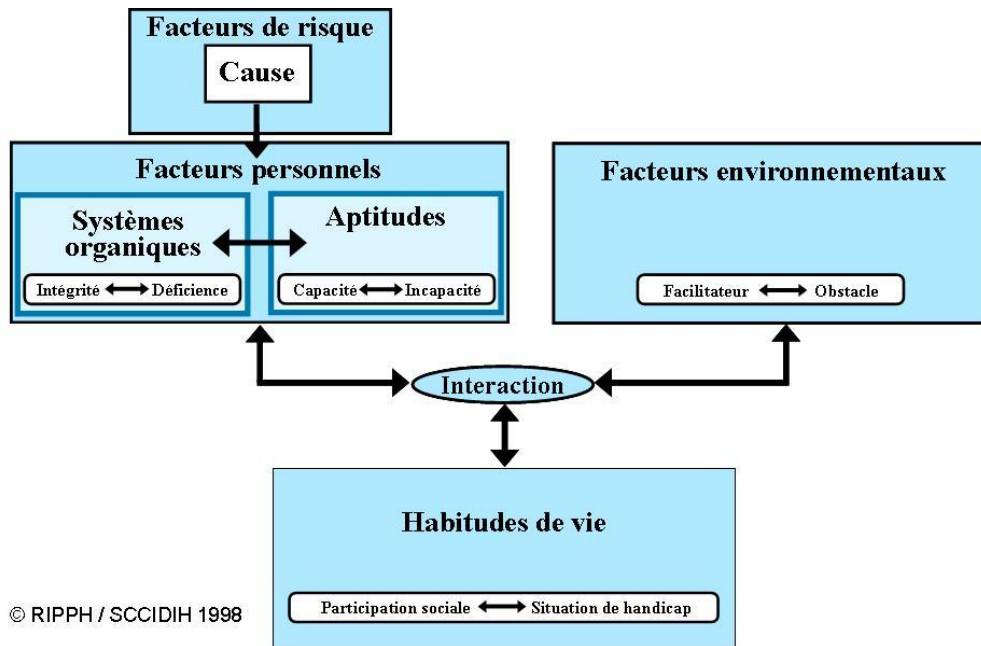 Facteurs de risque
Cause
Facteurs personnels
Systèmes
organiques
Intégrité Déficience
Aptitudes
Capacité Incapacité
Facteurs environnementaux
Facilitateur Obstacle
Interaction
Habitudes de vie
Participation sociale Situation de handicap
© RIPPH / SCCIDIH 1998